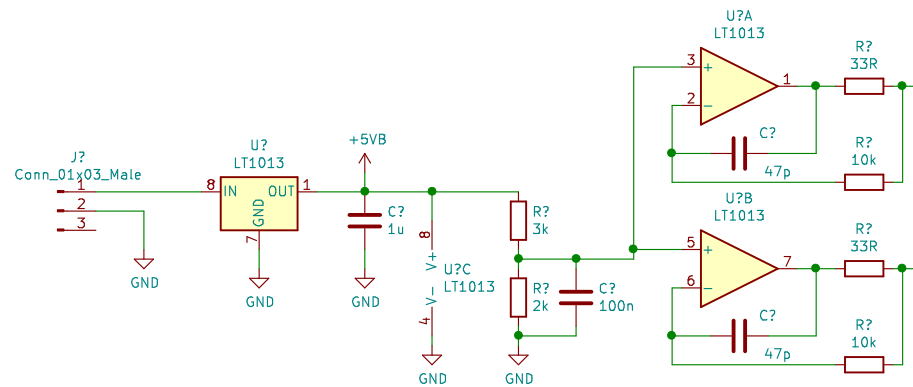 U?A
LT1013
3
+
2
−
1
R?
33R
C?
47p
R?
10k
+5VB
J?
Conn_01x03_Male
1
2
3
GND
U?
LT1013
8
IN
OUT
1
GND
7
GND
C?
1u
GND
8
V+
U?C
LT1013
V-
4
GND
R?
3k
R?
2k
C?
100n
GND
U?B
LT1013
5
+
6
−
7
R?
33R
C?
47p
R?
10k